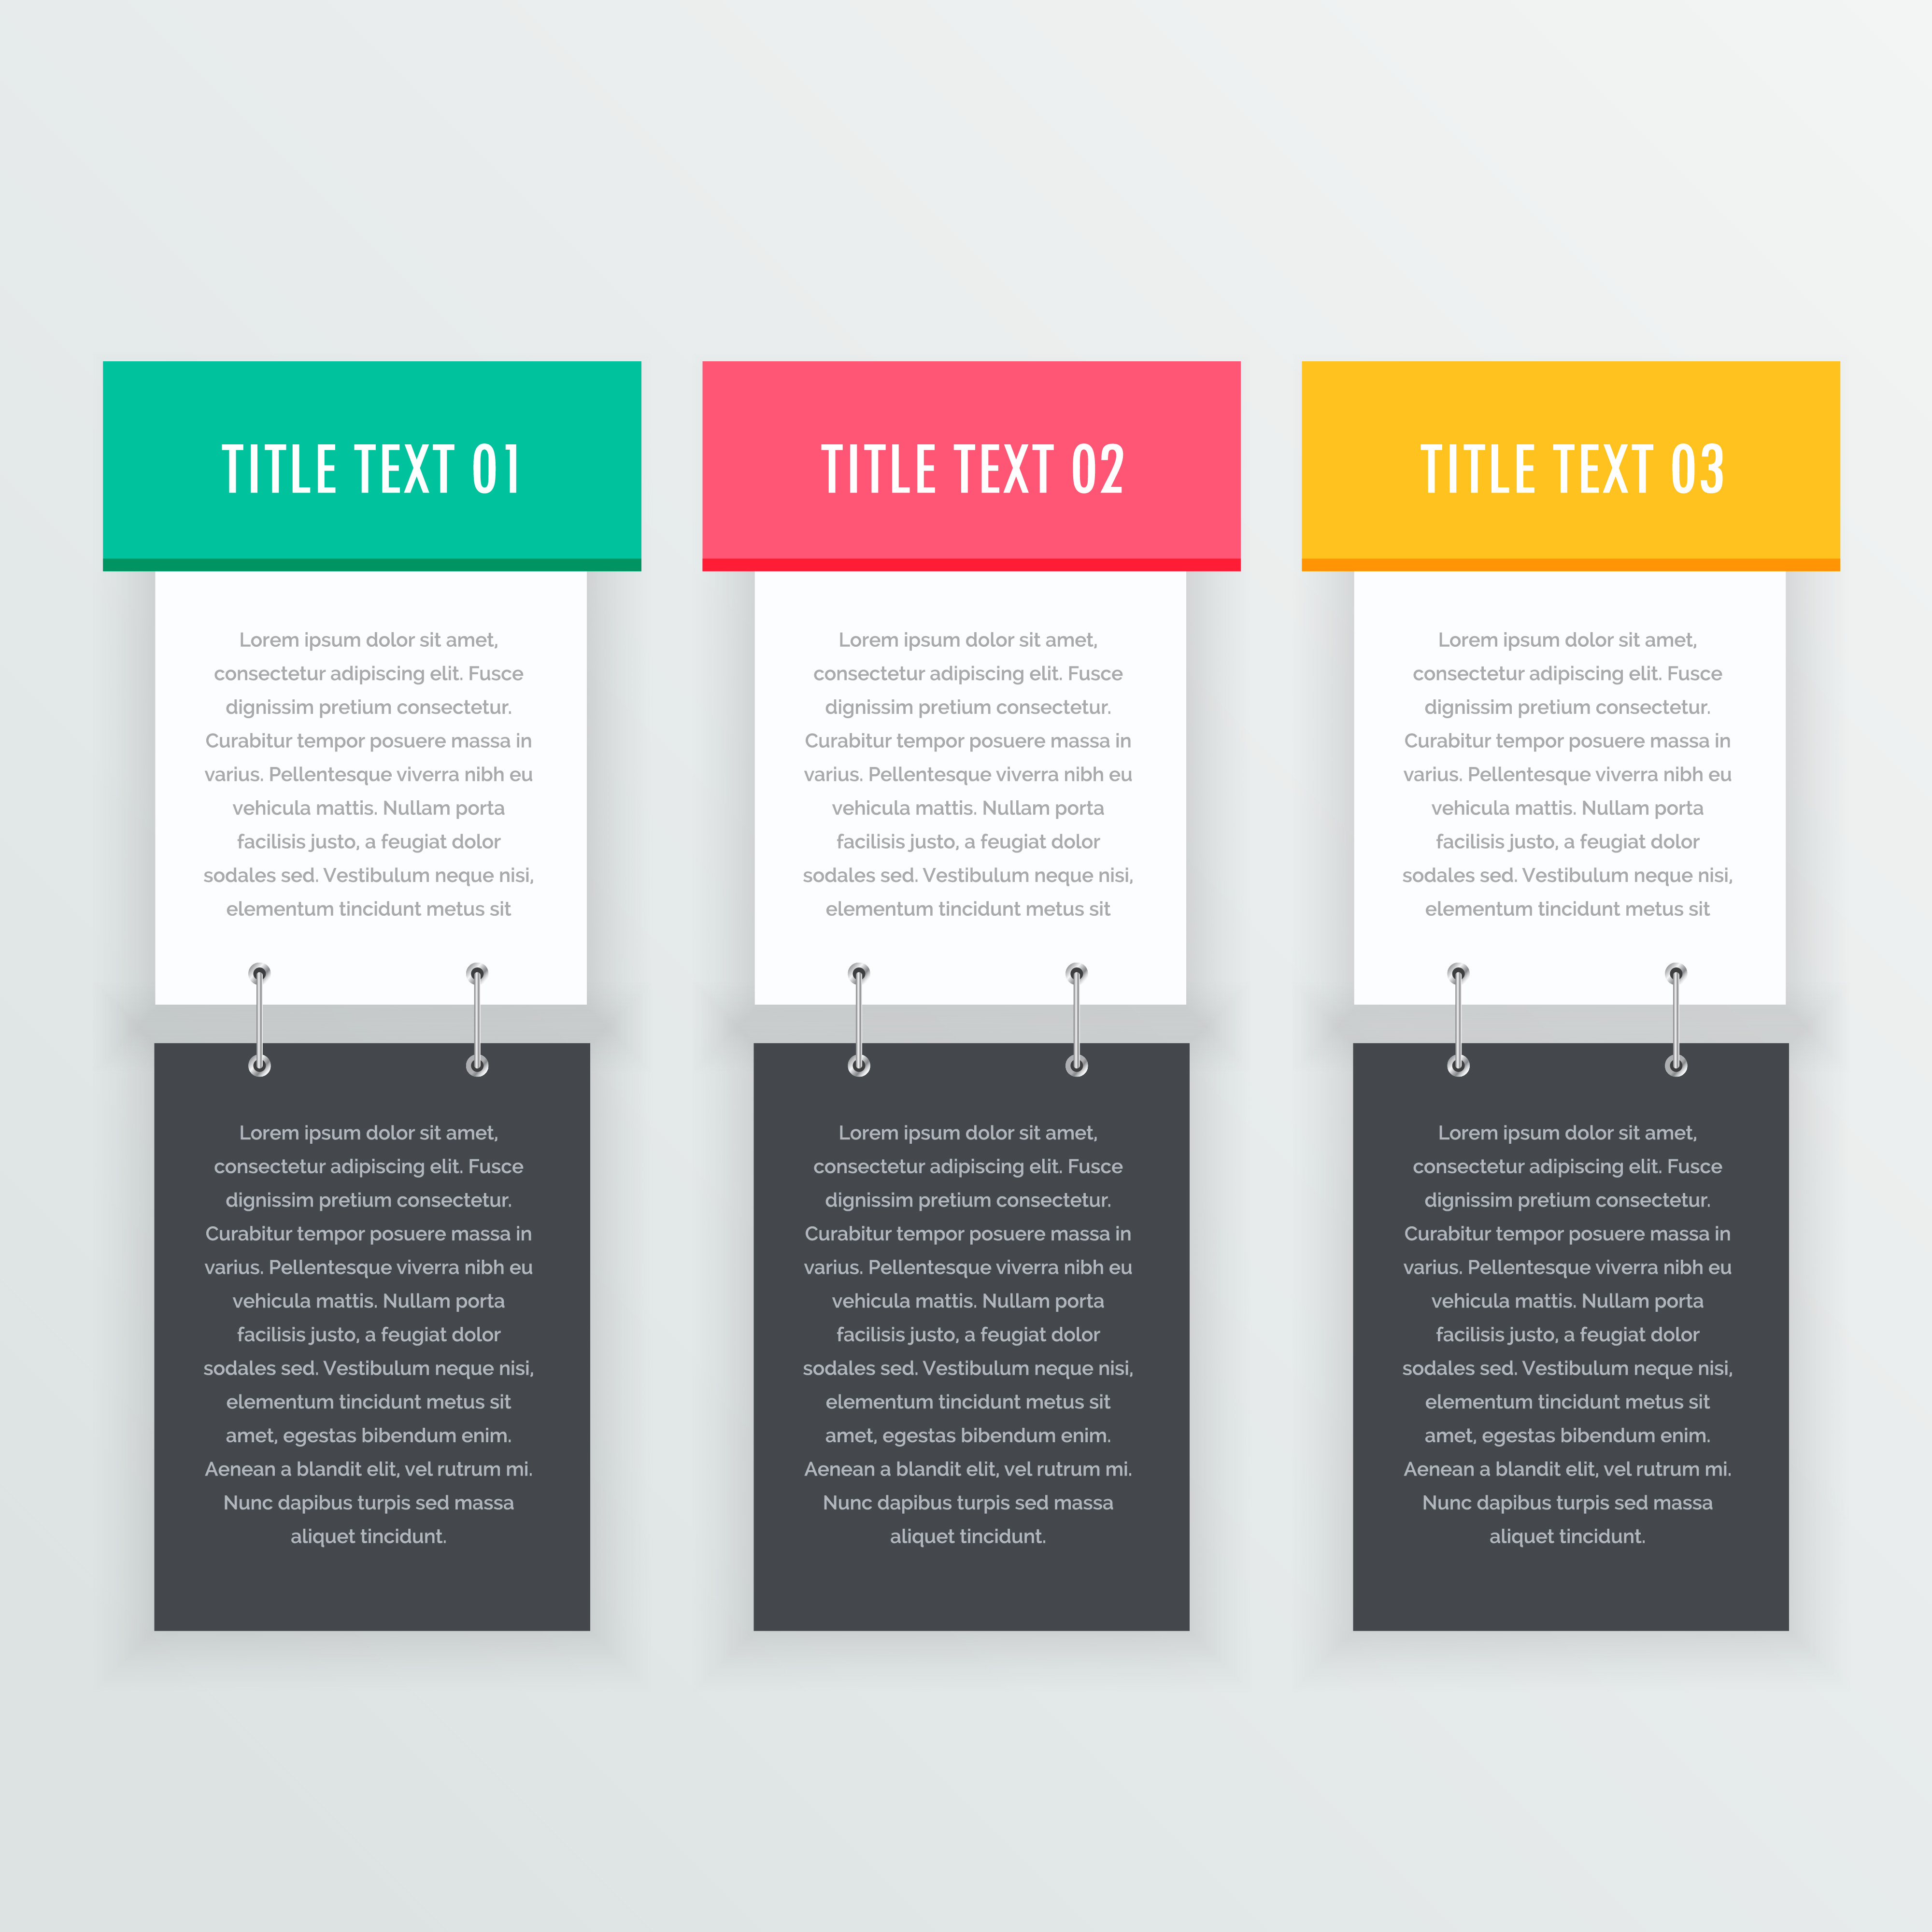 TITLE TEXT 01
Lorem ipsum dolor sit amet,
consectetur adipiscing elit. Fusce
dignissim pretium consectetur.
Curabitur tempor posuere massa in
varius. Pellentesque viverra nibh eu
vehicula mattis. Nullam porta
facilisis justo, a feugiat dolor
sodales sed. Vestibulum neque nisi,
elementum tincidunt metus sit
Lorem ipsum dolor sit amet,
consectetur adipiscing elit. Fusce
dignissim pretium consectetur.
Curabitur tempor posuere massa in
varius. Pellentesque viverra nibh eu
vehicula mattis. Nullam porta
facilisis justo, a feugiat dolor
sodales sed. Vestibulum neque nisi,
elementum tincidunt metus sit
amet, egestas bibendum enim.
Aenean a blandit elit, vel rutrum mi.
Nunc dapibus turpis sed massa
aliquet tincidunt.
TITLE TEXT 02
Lorem ipsum dolor sit amet,
consectetur adipiscing elit. Fusce
dignissim pretium consectetur.
Curabitur tempor posuere massa in
varius. Pellentesque viverra nibh eu
vehicula mattis. Nullam porta
facilisis justo, a feugiat dolor
sodales sed. Vestibulum neque nisi,
elementum tincidunt metus sit
Lorem ipsum dolor sit amet,
consectetur adipiscing elit. Fusce
dignissim pretium consectetur.
Curabitur tempor posuere massa in
varius. Pellentesque viverra nibh eu
vehicula mattis. Nullam porta
facilisis justo, a feugiat dolor
sodales sed. Vestibulum neque nisi,
elementum tincidunt metus sit
amet, egestas bibendum enim.
Aenean a blandit elit, vel rutrum mi.
Nunc dapibus turpis sed massa
aliquet tincidunt.
TITLE TEXT 03
Lorem ipsum dolor sit amet,
consectetur adipiscing elit. Fusce
dignissim pretium consectetur.
Curabitur tempor posuere massa in
varius. Pellentesque viverra nibh eu
vehicula mattis. Nullam porta
facilisis justo, a feugiat dolor
sodales sed. Vestibulum neque nisi,
elementum tincidunt metus sit
Lorem ipsum dolor sit amet,
consectetur adipiscing elit. Fusce
dignissim pretium consectetur.
Curabitur tempor posuere massa in
varius. Pellentesque viverra nibh eu
vehicula mattis. Nullam porta
facilisis justo, a feugiat dolor
sodales sed. Vestibulum neque nisi,
elementum tincidunt metus sit
amet, egestas bibendum enim.
Aenean a blandit elit, vel rutrum mi.
Nunc dapibus turpis sed massa
aliquet tincidunt.